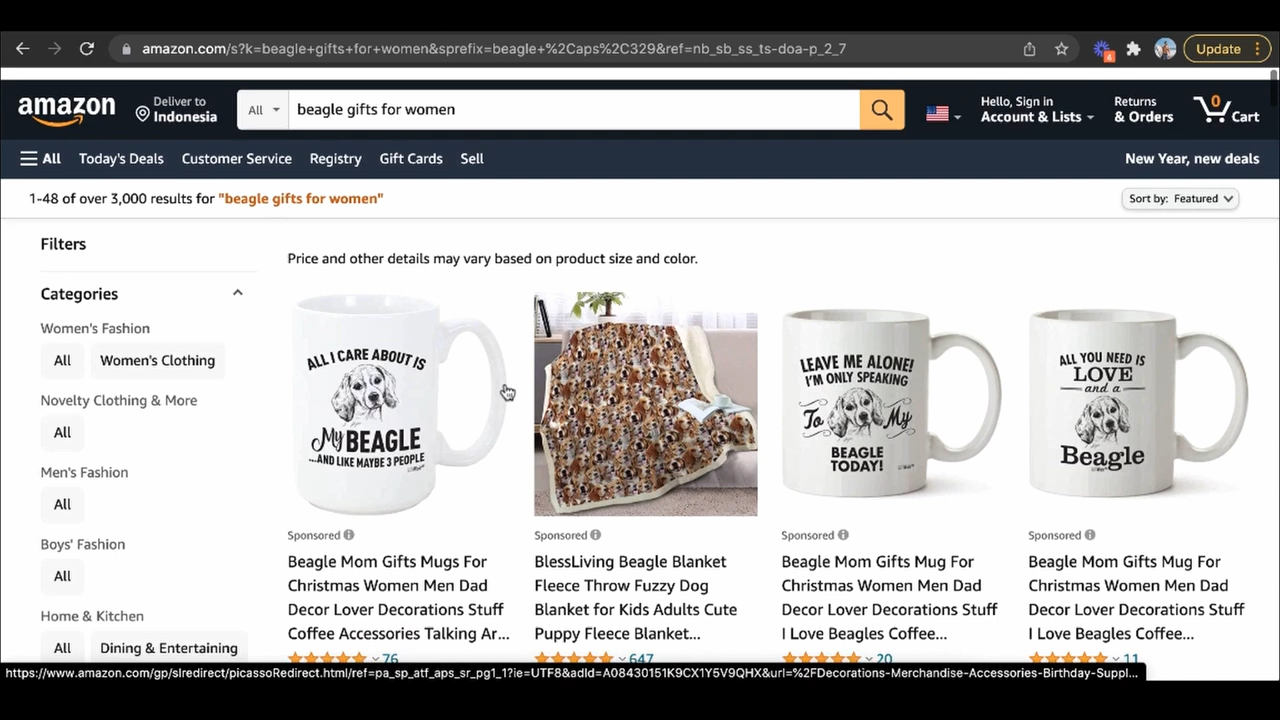 amazon.com/s?k=beagle+gifts+for+women&sprefix=beagle+%2Caps%2C329&ref=nb_sb_ss_ts-doa-p_2_7
4
Update
amazon
Deliver to
Indonesia
All
beagle gifts for women
Hello, Sign in
Account & Lists
Returns
& Orders
0
Cart
All
Today's Deals
Customer Service
Registry
Gift Cards
Sell
New Year, new deals
1-48 of over 3,000 results for "beagle gifts for women"
Sort by: Featured
Filters
Price and other details may vary based on product size and color.
Categories
Women's Fashion
All
Women's Clothing
Novelty Clothing & More
All
Men's Fashion
All
Boys' Fashion
All
Home & Kitchen
All
Dining & Entertaining
ALL I CARE ABOUT IS
My BEAGLE
...AND LIKE MAYBE 3 PEOPLE
LEAVE ME ALONE!
I'M ONLY SPEAKING
To My
BEAGLE
TODAY!
ALL YOU NEED IS
LOVE
and a
Beagle
Sponsored
Beagle Mom Gifts Mugs For
Christmas Women Men Dad
Decor Lover Decorations Stuff
Coffee Accessories Talking Ar...
76
Sponsored
BlessLiving Beagle Blanket
Fleece Throw Fuzzy Dog
Blanket for Kids Adults Cute
Puppy Fleece Blanket...
647
Sponsored
Beagle Mom Gifts Mug For
Christmas Women Men Dad
Decor Lover Decorations Stuff
I Love Beagles Coffee...
20
Sponsored
Beagle Mom Gifts Mug For
Christmas Women Men Dad
Decor Lover Decorations Stuff
I Love Beagles Coffee...
11
https://www.amazon.com/gp/slredirect/picassoRedirect.html/ref=pa_sp_atf_aps_sr_pg1_1?ie=UTF8&adId=A08430151K9CX1Y5V9QHX&url=%2FDecorations-Merchandise-Accessories-Birthday-Suppl...